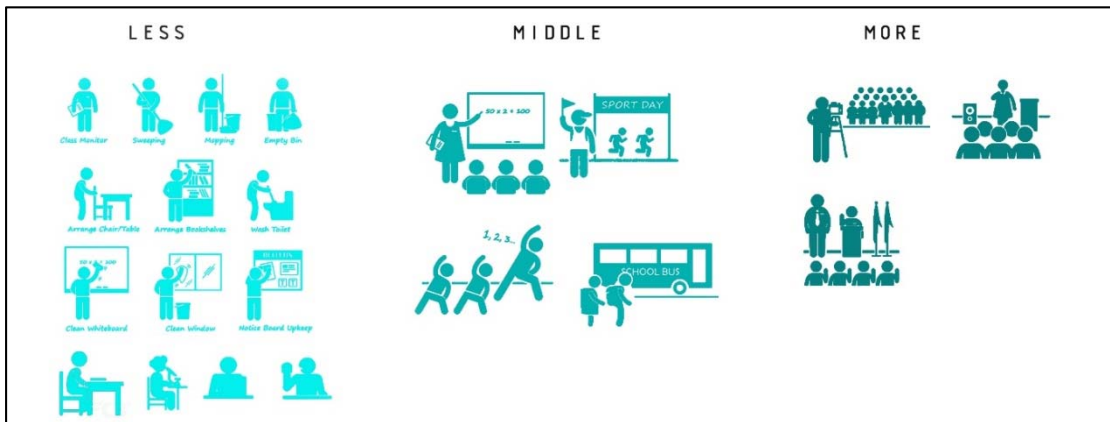 LESS MIDDLE MORE
Class Monitor Sweeping Mopping Empty Bin
50 x 2 + 100
SPORT DAY
Arrange Chair/Table Arrange Bookshelves Wash Toilet
1, 2, 3...
SCHOOL BUS
Clean Whiteboard Clean Window Notice Board Upkeep